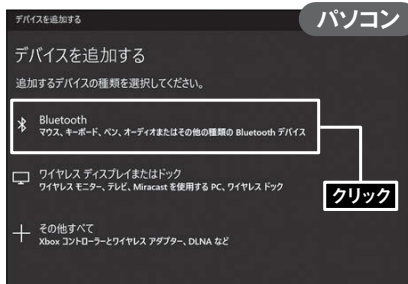 デバイスを追加する
パソコン
デバイスを追加する
追加するデバイスの種類を選択してください。
Bluetooth
マウス、キーボード、ペン、オーディオまたはその他の種類の Bluetooth デバイス
ワイヤレス ディスプレイまたはドック
ワイヤレス モニター、テレビ、Miracast を使用する PC、ワイヤレス ドック
クリック
その他すべて
Xbox コントローラーとワイヤレス アダプター、DLNA など